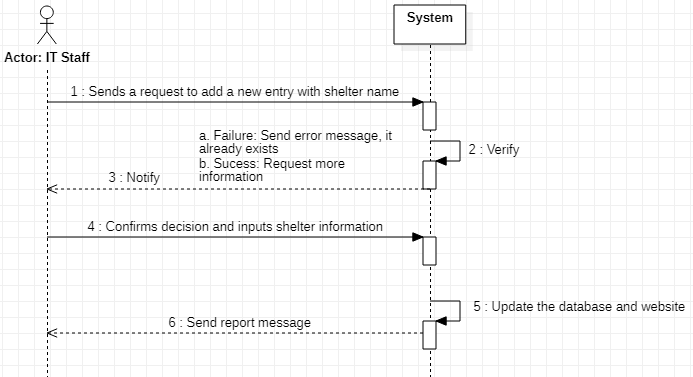 System
Actor: IT Staff
1 : Sends a request to add a new entry with shelter name
a. Failure: Send error message, it
already exists
b. Sucess: Request more
information
2 : Verify
3 : Notify
4 : Confirms decision and inputs shelter information
5 : Update the database and website
6 : Send report message